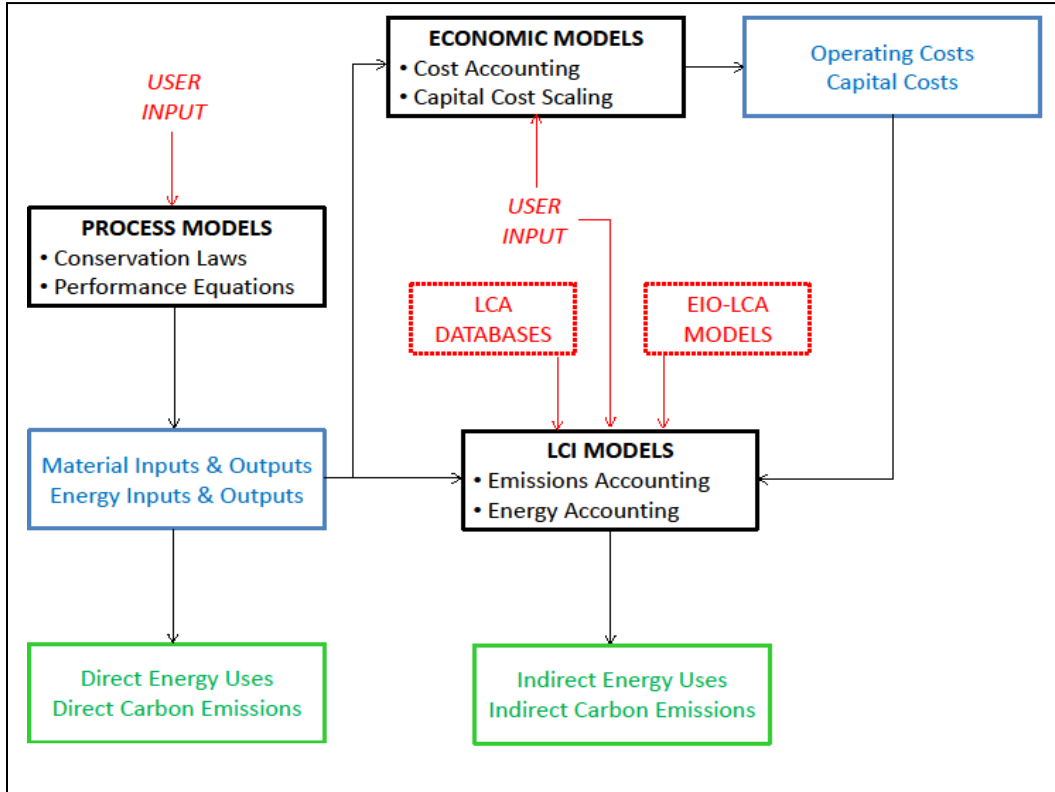 ECONOMIC MODELS
• Cost Accounting
• Capital Cost Scaling
Operating Costs
Capital Costs
USER
INPUT
PROCESS MODELS
• Conservation Laws
• Performance Equations
USER
INPUT
LCA
DATABASES
EIO-LCA
MODELS
Material Inputs & Outputs
Energy Inputs & Outputs
LCI MODELS
• Emissions Accounting
• Energy Accounting
Direct Energy Uses
Direct Carbon Emissions
Indirect Energy Uses
Indirect Carbon Emissions